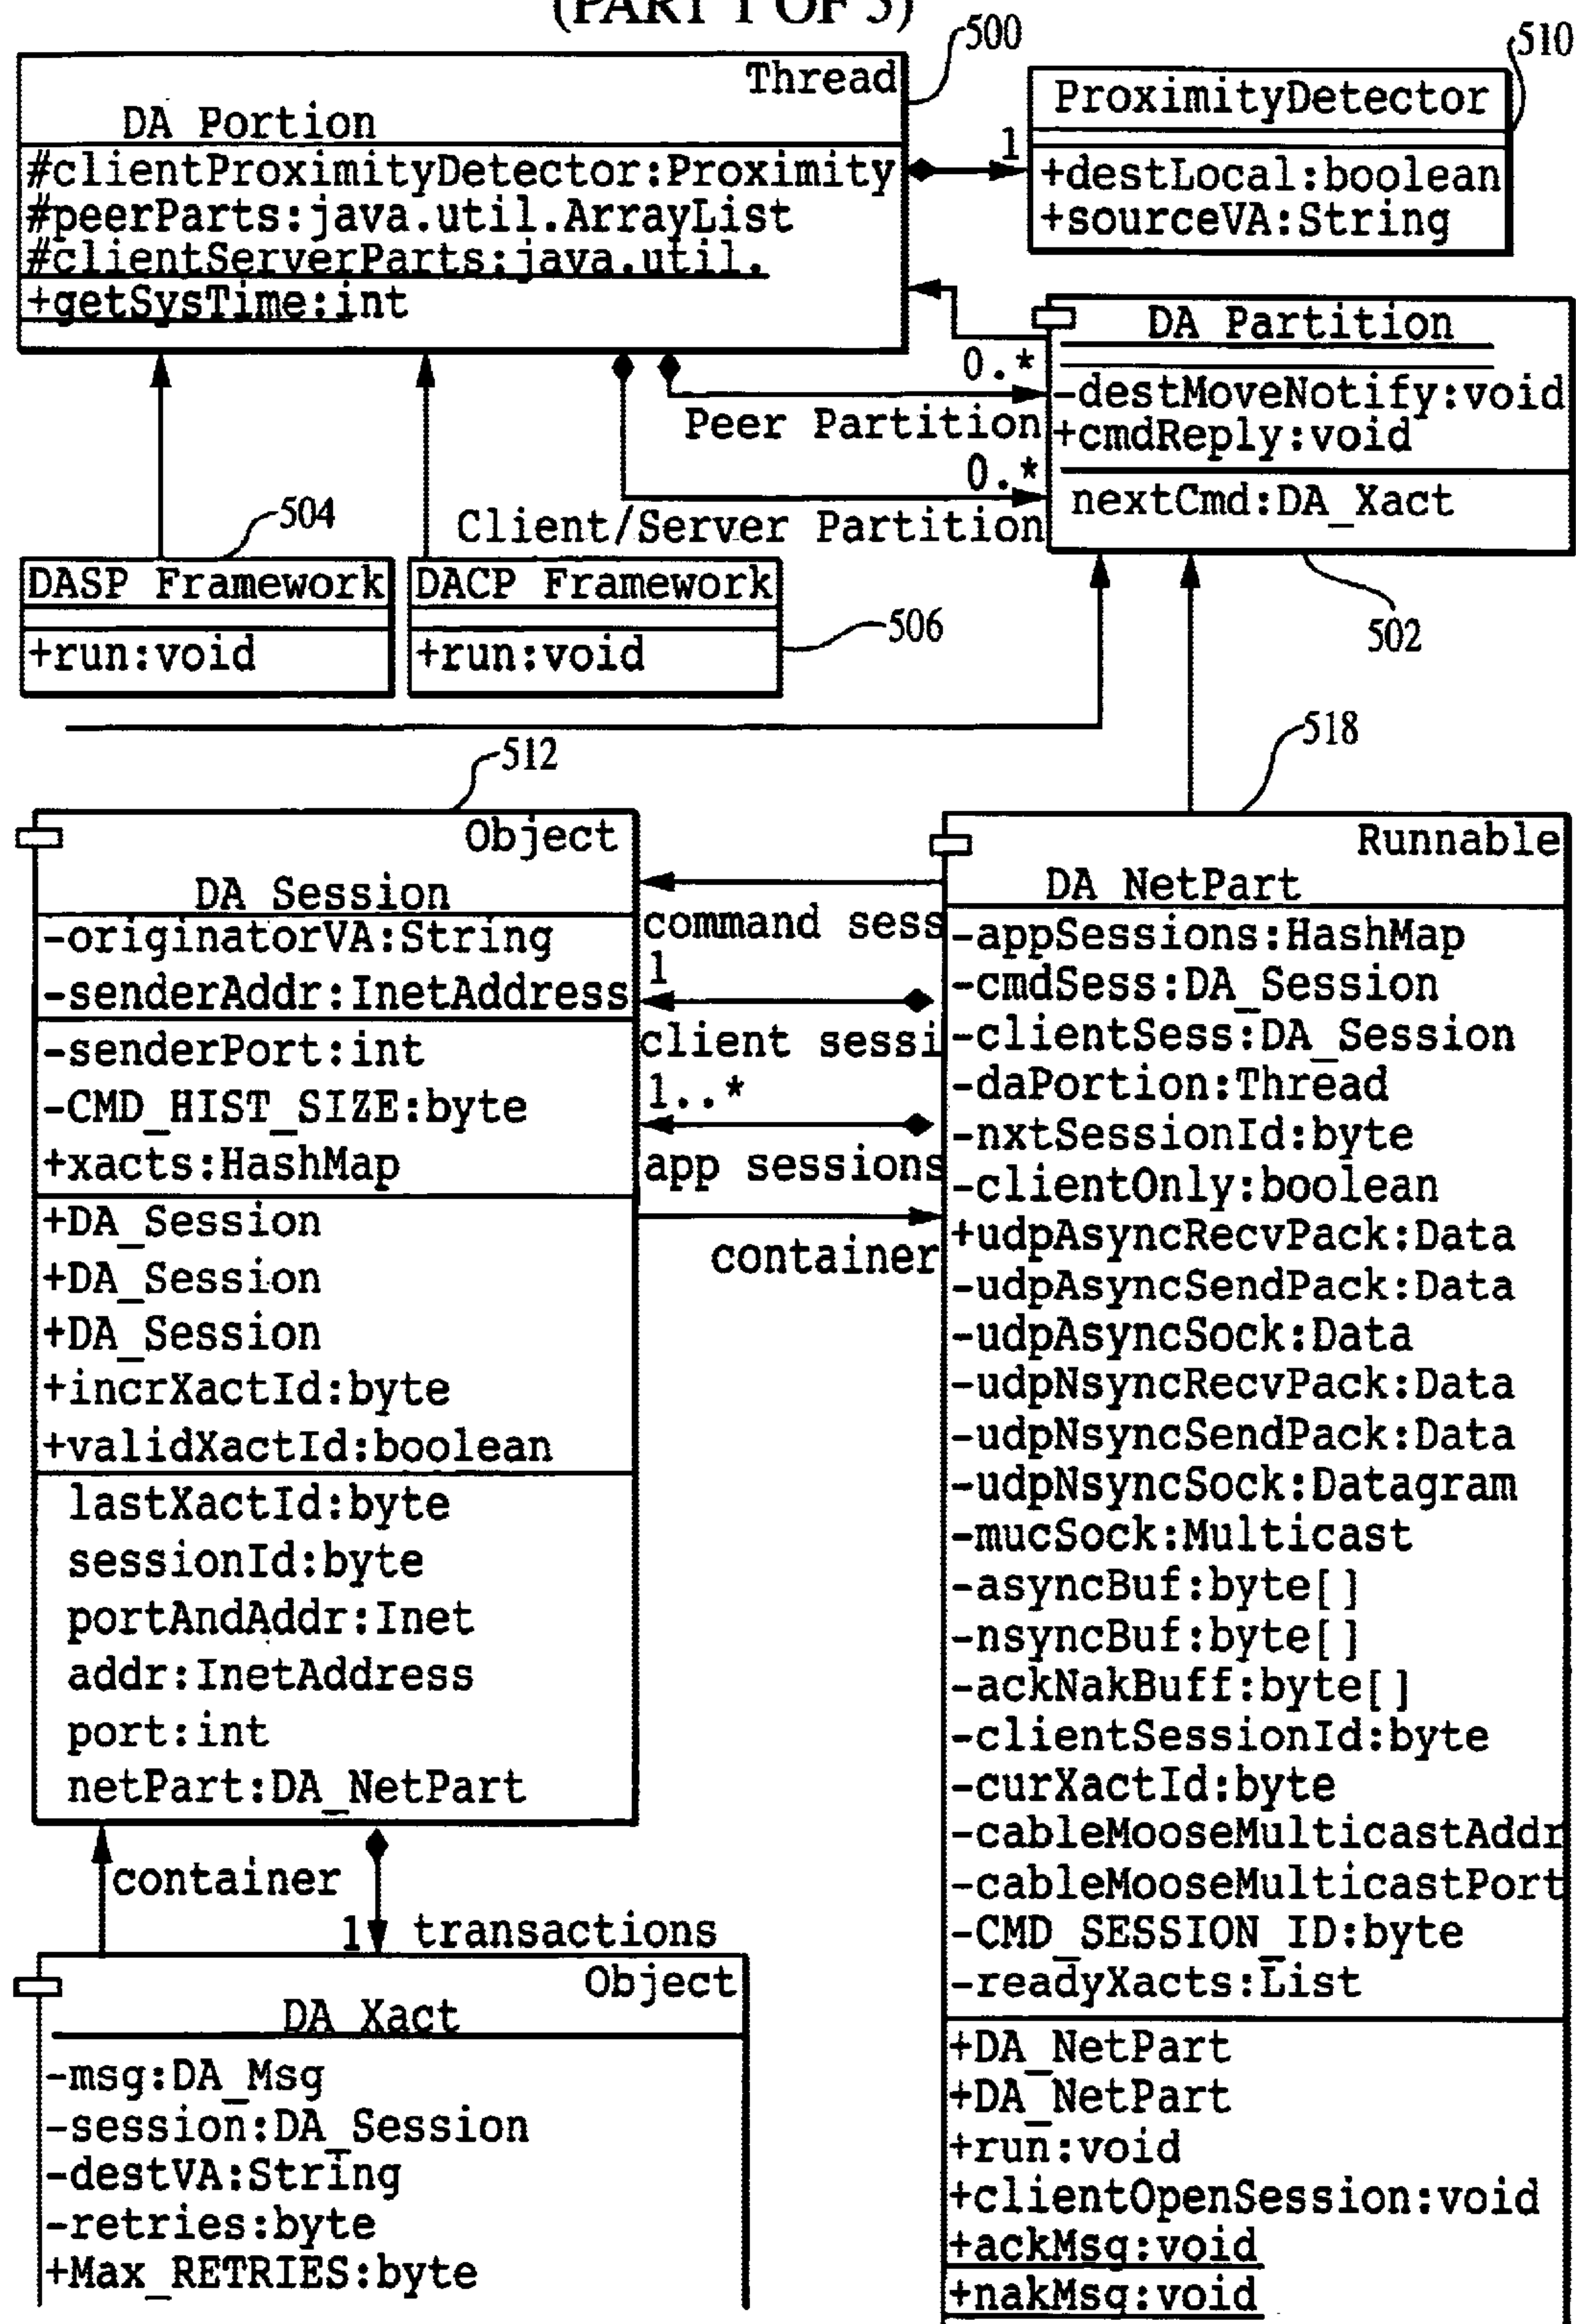 (PART 1 OF 5)
500
510
Thread
DA Portion
#clientProximityDetector:Proximity
#peerParts:java.util.ArrayList
#clientServerParts:java.util.
+getSysTime:int
ProximityDetector
1
+destLocal:boolean
+sourceVA:String
DA Partition
0.*
-destMoveNotify:void
Peer Partition
+cmdReply:void
0.*
nextCmd:DA_Xact
Client/Server Partition
504
502
DASP Framework
+run:void
DACP Framework
+run:void
506
512
518
Object
DA Session
-originatorVA:String
-senderAddr:InetAddress
-senderPort:int
-CMD_HIST_SIZE:byte
+xacts:HashMap
+DA_Session
+DA_Session
+DA_Session
+incrXactId:byte
+validXactId:boolean
lastXactId:byte
sessionId:byte
portAndAddr:Inet
addr:InetAddress
port:int
netPart:DA_NetPart
command sess
1
client sessi
1..*
app sessions
container
Runnable
DA NetPart
-appSessions:HashMap
-cmdSess:DA_Session
-clientSess:DA_Session
-daPortion:Thread
-nxtSessionId:byte
-clientOnly:boolean
+udpAsyncRecvPack:Data
-udpAsyncSendPack:Data
-udpAsyncSock:Data
-udpNsyncRecvPack:Data
-udpNsyncSendPack:Data
-udpNsyncSock:Datagram
-mucSock:Multicast
-asyncBuf:byte[]
-nsyncBuf:byte[]
-ackNakBuff:byte[]
-clientSessionId:byte
-curXactId:byte
-cableMooseMulticastAddr
-cableMooseMulticastPort
-CMD_SESSION_ID:byte
-readyXacts:List
+DA_NetPart
+DA_NetPart
+run:void
+clientOpenSession:void
+ackMsg:void
+nakMsg:void
container
1
transactions
Object
DA Xact
-msg:DA_Msg
-session:DA_Session
-destVA:String
-retries:byte
+Max_RETRIES:byte